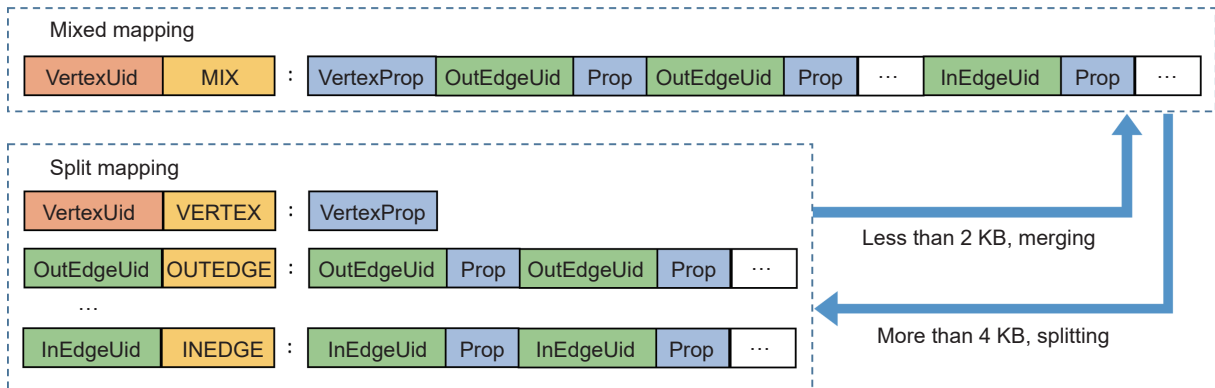 Mixed mapping
VertexUid MIX : VertexProp OutEdgeUid Prop OutEdgeUid Prop ... InEdgeUid Prop ...
Split mapping
VertexUid VERTEX : VertexProp
Less than 2 KB, merging
OutEdgeUid OUTEDGE : OutEdgeUid Prop OutEdgeUid Prop ...
...
More than 4 KB, splitting
InEdgeUid INEDGE : InEdgeUid Prop InEdgeUid Prop ...